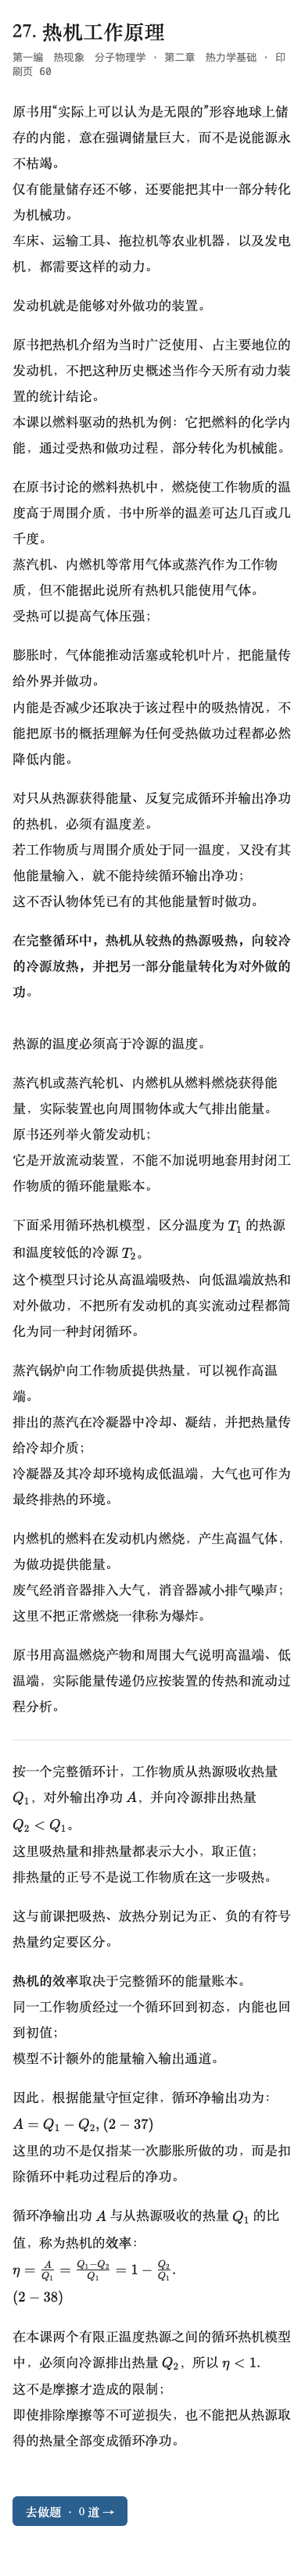 27. 热机工作原理
第一编　热现象　分子物理学 · 第二章　热力学基础 · 印
刷页 60
原书用“实际上可以认为是无限的”形容地球上储
存的内能，意在强调储量巨大，而不是说能源永
不枯竭。
仅有能量储存还不够，还要能把其中一部分转化
为机械功。
车床、运输工具、拖拉机等农业机器，以及发电
机，都需要这样的动力。
发动机就是能够对外做功的装置。
原书把热机介绍为当时广泛使用、占主要地位的
发动机，不把这种历史概述当作今天所有动力装
置的统计结论。
本课以燃料驱动的热机为例：它把燃料的化学内
能，通过受热和做功过程，部分转化为机械能。
在原书讨论的燃料热机中，燃烧使工作物质的温
度高于周围介质，书中所举的温差可达几百或几
千度。
蒸汽机、内燃机等常用气体或蒸汽作为工作物
质，但不能据此说所有热机只能使用气体。
受热可以提高气体压强；
膨胀时，气体能推动活塞或轮机叶片，把能量传
给外界并做功。
内能是否减少还取决于该过程中的吸热情况，不
能把原书的概括理解为任何受热做功过程都必然
降低内能。
对只从热源获得能量、反复完成循环并输出净功
的热机，必须有温度差。
若工作物质与周围介质处于同一温度，又没有其
他能量输入，就不能持续循环输出净功；
这不否认物体凭已有的其他能量暂时做功。
在完整循环中，热机从较热的热源吸热，向较冷
的冷源放热，并把另一部分能量转化为对外做的
功。
热源的温度必须高于冷源的温度。
蒸汽机或蒸汽轮机、内燃机从燃料燃烧获得能
量，实际装置也向周围物体或大气排出能量。
原书还列举火箭发动机；
它是开放流动装置，不能不加说明地套用封闭工
作物质的循环能量账本。
下面采用循环热机模型，区分温度为 T₁ 的热源
和温度较低的冷源 T₂。
这个模型只讨论从高温端吸热、向低温端放热和
对外做功，不把所有发动机的真实流动过程都简
化为同一种封闭循环。
蒸汽锅炉向工作物质提供热量，可以视作高温
端。
排出的蒸汽在冷凝器中冷却、凝结，并把热量传
给冷却介质；
冷凝器及其冷却环境构成低温端，大气也可作为
最终排热的环境。
内燃机的燃料在发动机内燃烧，产生高温气体，
为做功提供能量。
废气经消音器排入大气，消音器减小排气噪声；
这里不把正常燃烧一律称为爆炸。
原书用高温燃烧产物和周围大气说明高温端、低
温端，实际能量传递仍应按装置的传热和流动过
程分析。
按一个完整循环计，工作物质从热源吸收热量
Q₁，对外输出净功 A，并向冷源排出热量
Q₂ < Q₁。
这里吸热量和排热量都表示大小，取正值；
排热量的正号不是说工作物质在这一步吸热。
这与前课把吸热、放热分别记为正、负的有符号
热量约定要区分。
热机的效率取决于完整循环的能量账本。
同一工作物质经过一个循环回到初态，内能也回
到初值；
模型不计额外的能量输入输出通道。
因此，根据能量守恒定律，循环净输出功为：
A = Q₁ − Q₂, (2 − 37)
这里的功不是仅指某一次膨胀所做的功，而是扣
除循环中耗功过程后的净功。
循环净输出功 A 与从热源吸收的热量 Q₁ 的比
值，称为热机的效率：
η = A/Q₁ = (Q₁−Q₂)/Q₁ = 1 − Q₂/Q₁.
(2 − 38)
在本课两个有限正温度热源之间的循环热机模型
中，必须向冷源排出热量 Q₂，所以 η < 1.
这不是摩擦才造成的限制；
即使排除摩擦等不可逆损失，也不能把从热源取
得的热量全部变成循环净功。
去做题 · 0 道 →